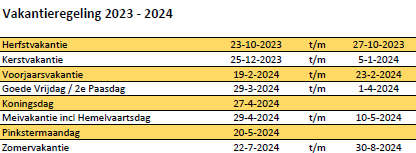 Vakantieregeling 2023 - 2024
Herfstvakantie 23-10-2023 t/m 27-10-2023
Kerstvakantie 25-12-2023 t/m 5-1-2024
Voorjaarsvakantie 19-2-2024 t/m 23-2-2024
Goede Vrijdag / 2e Paasdag 29-3-2024 t/m 1-4-2024
Koningsdag 27-4-2024
Meivakantie incl Hemelvaartsdag 29-4-2024 t/m 10-5-2024
Pinkstermaandag 20-5-2024
Zomervakantie 22-7-2024 t/m 30-8-2024